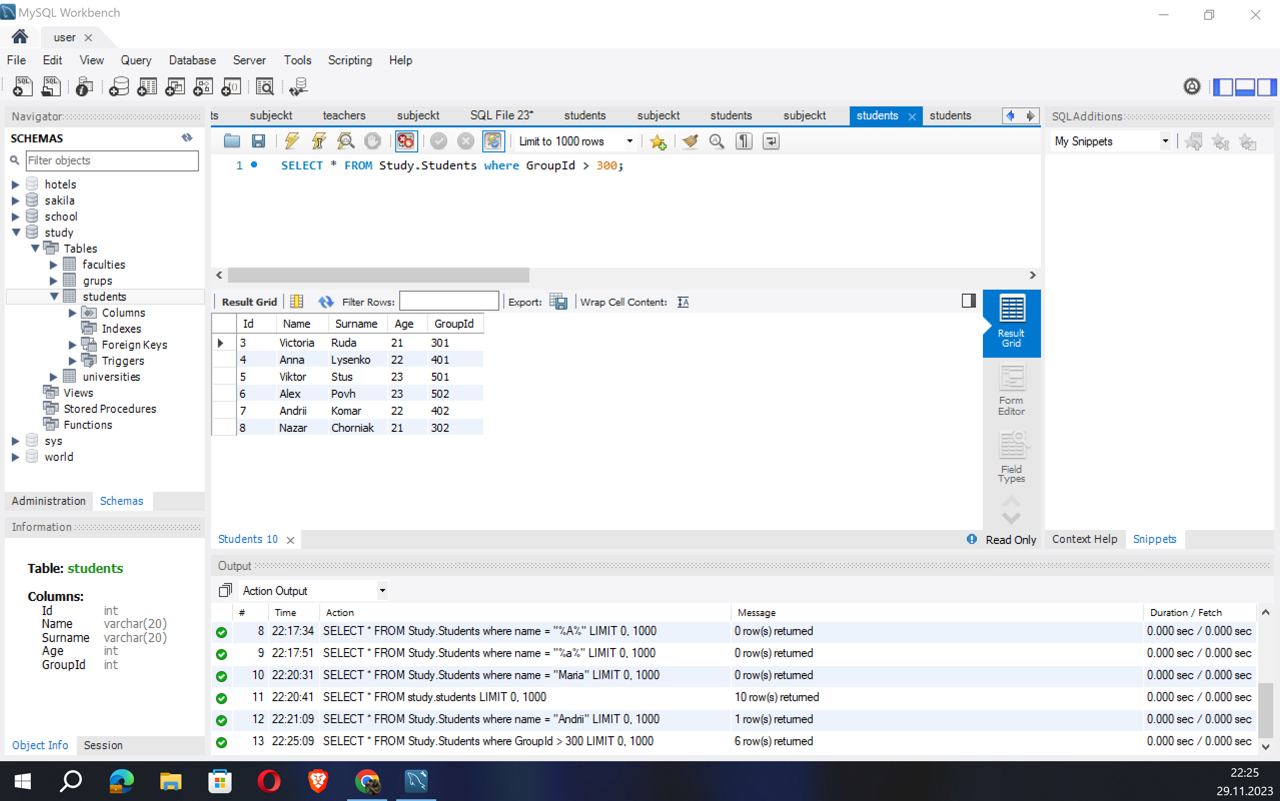 MySQL Workbench
user
File Edit View Query Database Server Tools Scripting Help
Navigator
SCHEMAS
Filter objects
hotels
sakila
school
study
Tables
faculties
grups
students
Columns
Indexes
Foreign Keys
Triggers
universities
Views
Stored Procedures
Functions
sys
world
Administration Schemas
Information
Table: students
Columns:
Id int
Name varchar(20)
Surname varchar(20)
Age int
GroupId int
Object Info Session
ts subjeckt teachers subjeckt SQL File 23* students subjeckt students subjeckt students students
Limit to 1000 rows
1 SELECT * FROM Study.Students where GroupId > 300;
Result Grid Filter Rows: Export: Wrap Cell Content: IA
Id Name Surname Age GroupId
3 Victoria Ruda 21 301
4 Anna Lysenko 22 401
5 Viktor Stus 23 501
6 Alex Povh 23 502
7 Andrii Komar 22 402
8 Nazar Chorniak 21 302
Result
Grid
Form
Editor
Field
Types
Students 10
Read Only
SQLAdditions
My Snippets
Context Help Snippets
Output
Action Output
# Time Action Message Duration / Fetch
8 22:17:34 SELECT * FROM Study.Students where name = "%A%" LIMIT 0, 1000 0 row(s) returned 0.000 sec / 0.000 sec
9 22:17:51 SELECT * FROM Study.Students where name = "%a%" LIMIT 0, 1000 0 row(s) returned 0.000 sec / 0.000 sec
10 22:20:31 SELECT * FROM Study.Students where name = "Maria" LIMIT 0, 1000 0 row(s) returned 0.000 sec / 0.000 sec
11 22:20:41 SELECT * FROM study.students LIMIT 0, 1000 10 row(s) returned 0.000 sec / 0.000 sec
12 22:21:09 SELECT * FROM Study.Students where name = "Andrii" LIMIT 0, 1000 1 row(s) returned 0.000 sec / 0.000 sec
13 22:25:09 SELECT * FROM Study.Students where GroupId > 300 LIMIT 0, 1000 6 row(s) returned 0.000 sec / 0.000 sec
22:25
29.11.2023